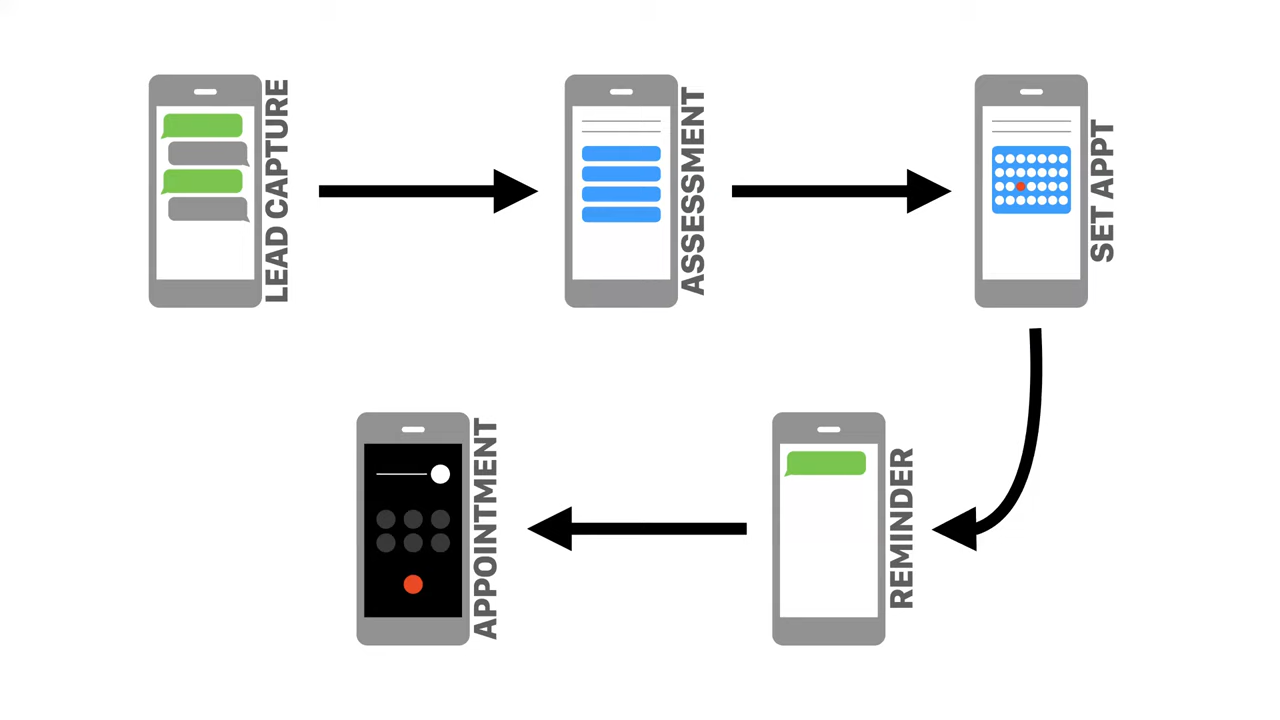 LEAD CAPTURE
ASSESSMENT
SET APPT
REMINDER
APPOINTMENT